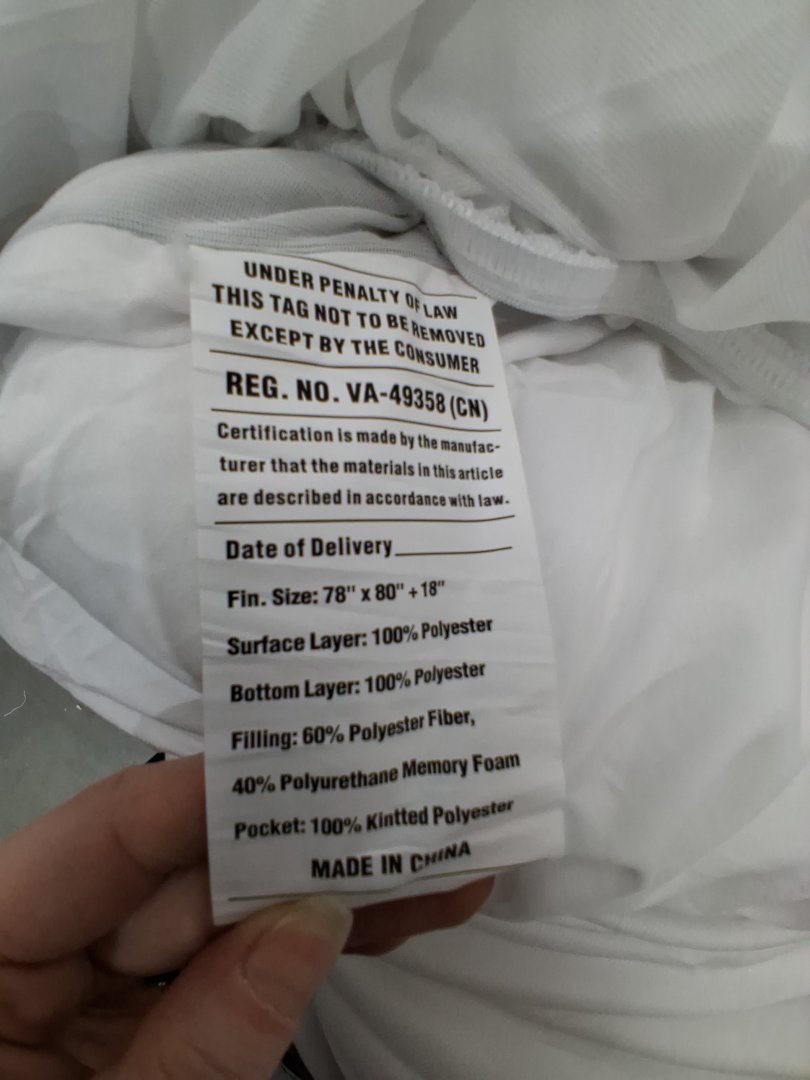 UNDER PENALTY OF LAW
THIS TAG NOT TO BE REMOVED
EXCEPT BY THE CONSUMER
REG. NO. VA-49358 (CN)
Certification is made by the manufac-
turer that the materials in this article
are described in accordance with law.
Date of Delivery
Fin. Size: 78" x 80" + 18"
Surface Layer: 100% Polyester
Bottom Layer: 100% Polyester
Filling: 60% Polyester Fiber,
40% Polyurethane Memory Foam
Pocket: 100% Kintted Polyester
MADE IN CHINA